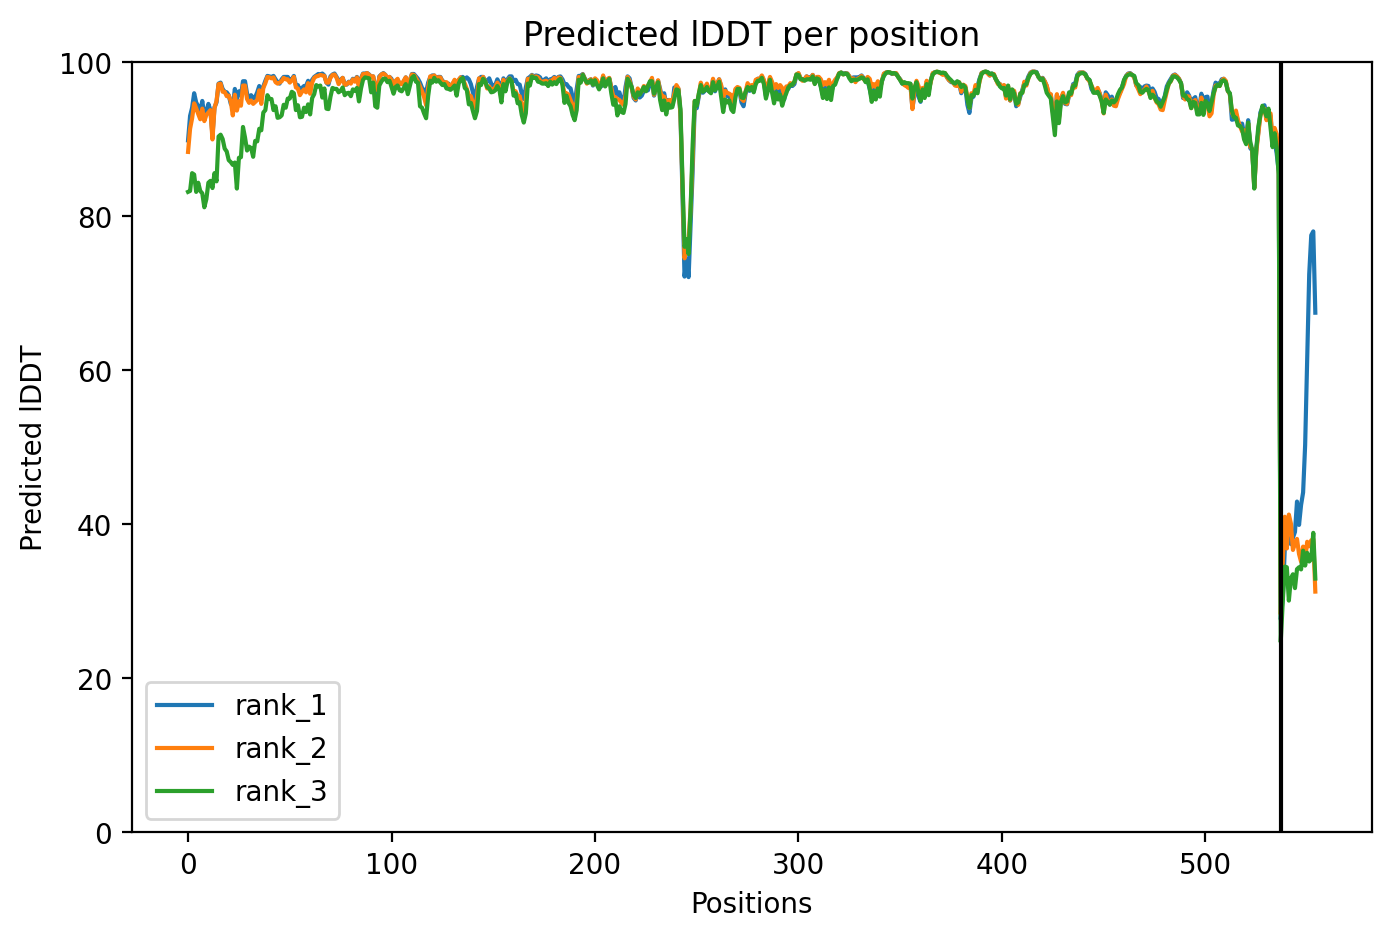 Predicted lDDT per position
Predicted lDDT
100
80
60
40
20
0
rank_1
rank_2
rank_3
0 100 200 300 400 500
Positions